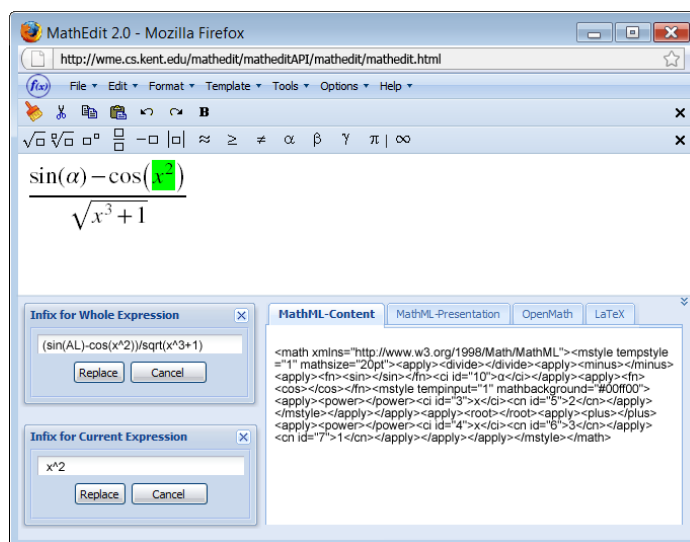 MathEdit 2.0 - Mozilla Firefox
http://wme.cs.kent.edu/mathedit/matheditAPI/mathedit/mathedit.html
f(x) File Edit Format Template Tools Options Help
B
√□ ∜□ □□ □/□ −□ |□| ≈ ≥ ≠ α β γ π | ∞
sin(α)−cos(x²)
√x³+1
Infix for Whole Expression
(sin(AL)-cos(x^2))/sqrt(x^3+1)
Replace Cancel
Infix for Current Expression
x^2
Replace Cancel
MathML-Content MathML-Presentation OpenMath LaTeX
<math xmlns="http://www.w3.org/1998/Math/MathML"><mstyle tempstyle
="1" mathsize="20pt"><apply><divide></divide><apply><minus></minus>
<apply><fn><sin></sin></fn><ci id="10">α</ci></apply><apply><fn>
<cos></cos></fn><mstyle tempinput="1" mathbackground="#00ff00">
<apply><power></power><ci id="3">x</ci><cn id="5">2</cn></apply>
</mstyle></apply></apply><apply><root></root><apply><plus></plus>
<apply><power></power><ci id="4">x</ci><cn id="6">3</cn></apply>
<cn id="7">1</cn></apply></apply></apply></mstyle></math>